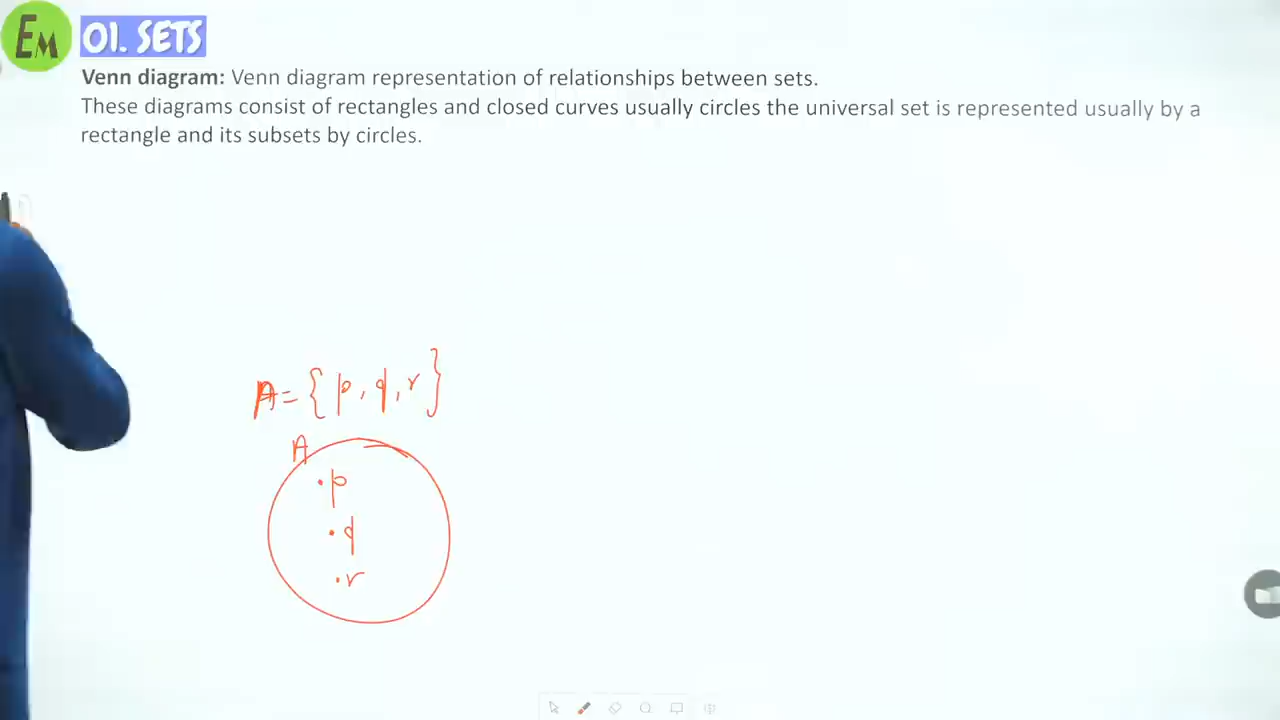 EM
01. SETS
Venn diagram: Venn diagram representation of relationships between sets.
These diagrams consist of rectangles and closed curves usually circles the universal set is represented usually by a
rectangle and its subsets by circles.
A = { p, q, r }
A
. p
. q
. r